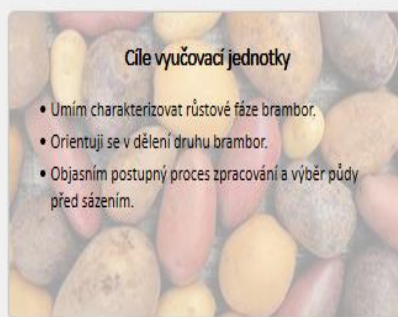 Cíle vyučovací jednotky
• Umím charakterizovat růstové fáze brambor.
• Orientuji se v dělení druhu brambor.
• Objasním postupný proces zpracování a výběr půdy
před sázením.